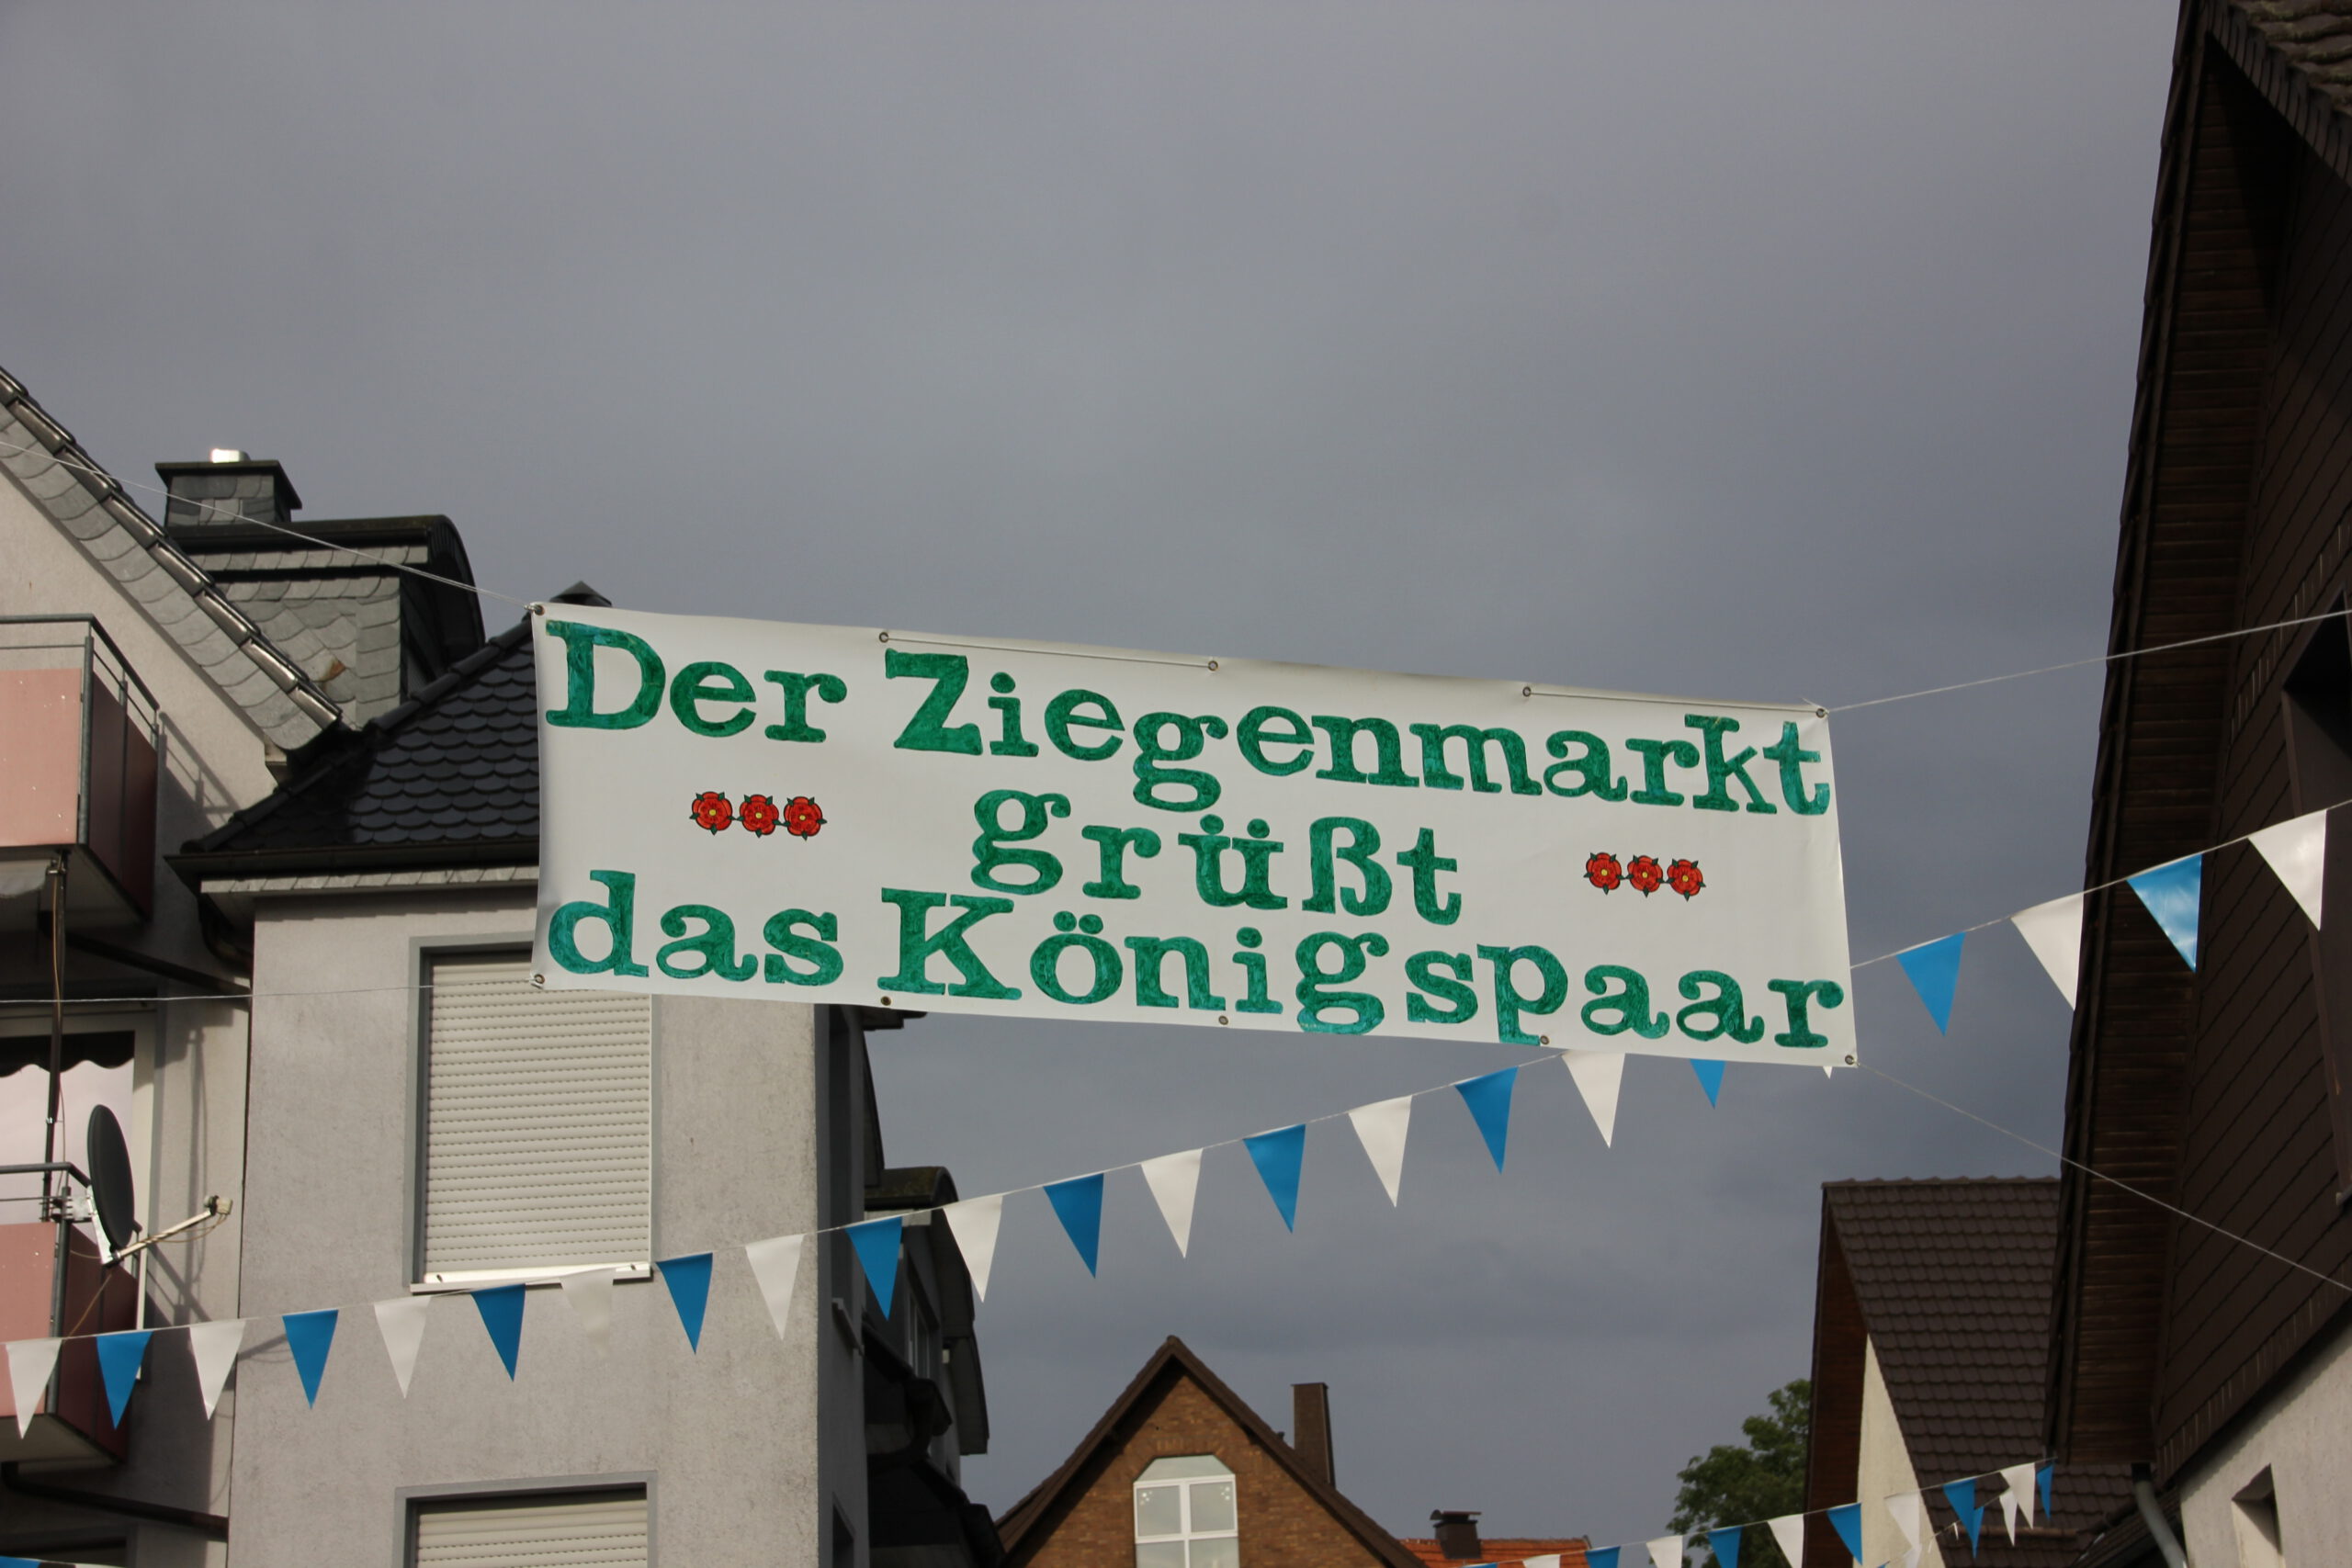 Der Ziegenmarkt
grüßt
das Königspaar